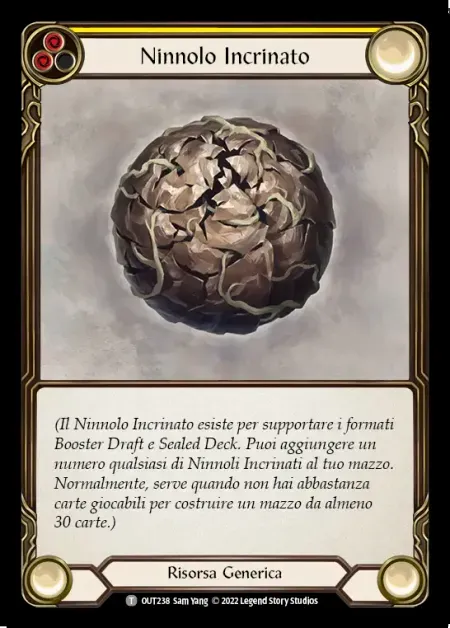 Ninnolo Incrinato
(Il Ninnolo Incrinato esiste per supportare i formati
Booster Draft e Sealed Deck. Puoi aggiungere un
numero qualsiasi di Ninnoli Incrinati al tuo mazzo.
Normalmente, serve quando non hai abbastanza
carte giocabili per costruire un mazzo da almeno
30 carte.)
Risorsa Generica
T OUT238 Sam Yang © 2022 Legend Story Studios